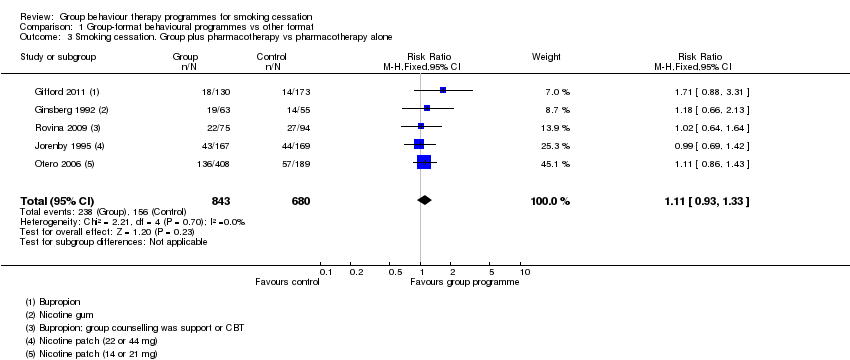 Review: Group behaviour therapy programmes for smoking cessation
Comparison: 1 Group-format behavioural programmes vs other format
Outcome: 3 Smoking cessation. Group plus pharmacotherapy vs pharmacotherapy alone
Study or subgroup Group Control Risk Ratio Weight Risk Ratio
n/N n/N M-H,Fixed,95% CI M-H,Fixed,95% CI
Gifford 2011 (1) 18/130 14/173 7.0 % 1.71 [ 0.88, 3.31 ]
Ginsberg 1992 (2) 19/63 14/55 8.7 % 1.18 [ 0.66, 2.13 ]
Rovina 2009 (3) 22/75 27/94 13.9 % 1.02 [ 0.64, 1.64 ]
Jorenby 1995 (4) 43/167 44/169 25.3 % 0.99 [ 0.69, 1.42 ]
Otero 2006 (5) 136/408 57/189 45.1 % 1.11 [ 0.86, 1.43 ]
Total (95% CI) 843 680 100.0 % 1.11 [ 0.93, 1.33 ]
Total events: 238 (Group), 156 (Control)
Heterogeneity: Chi² = 2.21, df = 4 (P = 0.70); I² =0.0%
Test for overall effect: Z = 1.20 (P = 0.23)
Test for subgroup differences: Not applicable
0.1 0.2 0.5 1 2 5 10
Favours control Favours group programme
(1) Bupropion
(2) Nicotine gum
(3) Bupropion; group counselling was support or CBT
(4) Nicotine patch (22 or 44 mg)
(5) Nicotine patch (14 or 21 mg)